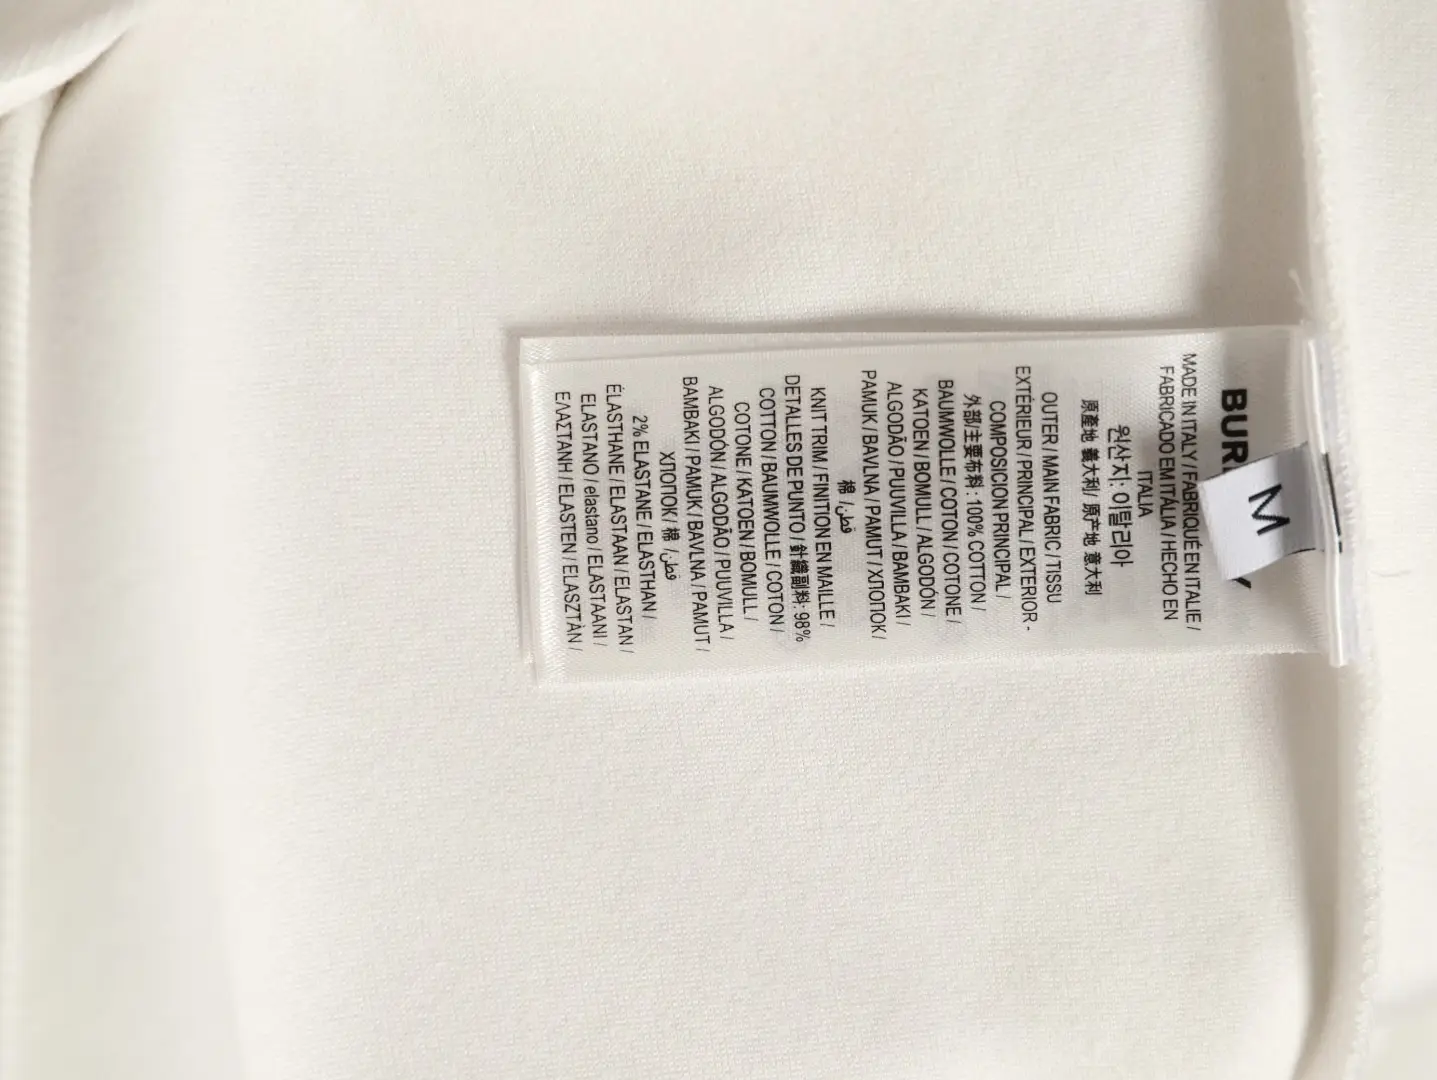 BUR Y
M
MADE IN ITALY / FABRIQUÉ EN ITALIE /
FABRICADO EM ITÁLIA / HECHO EN
ITALIA
원산지: 이탈리아
原產地 義大利/ 原产地 意大利
OUTER / MAIN FABRIC / TISSU
EXTÉRIEUR / PRINCIPAL / EXTERIOR -
COMPOSICION PRINCIPAL /
外部/主要布料 : 100% COTTON /
BAUMWOLLE / COTON / COTONE /
KATOEN / BOMULL / ALGODÓN /
ALGODÃO / PUUVILLA / BAMBAKI /
PAMUK / BAVLNA / PAMUT / ХЛОПОК /
棉 / قطن
KNIT TRIM / FINITION EN MAILLE /
DETALLES DE PUNTO / 針織副料: 98%
COTTON / BAUMWOLLE / COTON /
COTONE / KATOEN / BOMULL /
ALGODÓN / ALGODÃO / PUUVILLA /
BAMBAKI / PAMUK / BAVLNA / PAMUT /
ХЛОПОК / 棉 / قطن
2% ELASTANE / ELASTHAN /
ÉLASTHANE / ELASTAAN / ELASTAN /
ELASTANO / elastano / ELASTAANI /
ΕΛΑΣΤΑΝΗ / ELASTEN / ELASZTÀN /